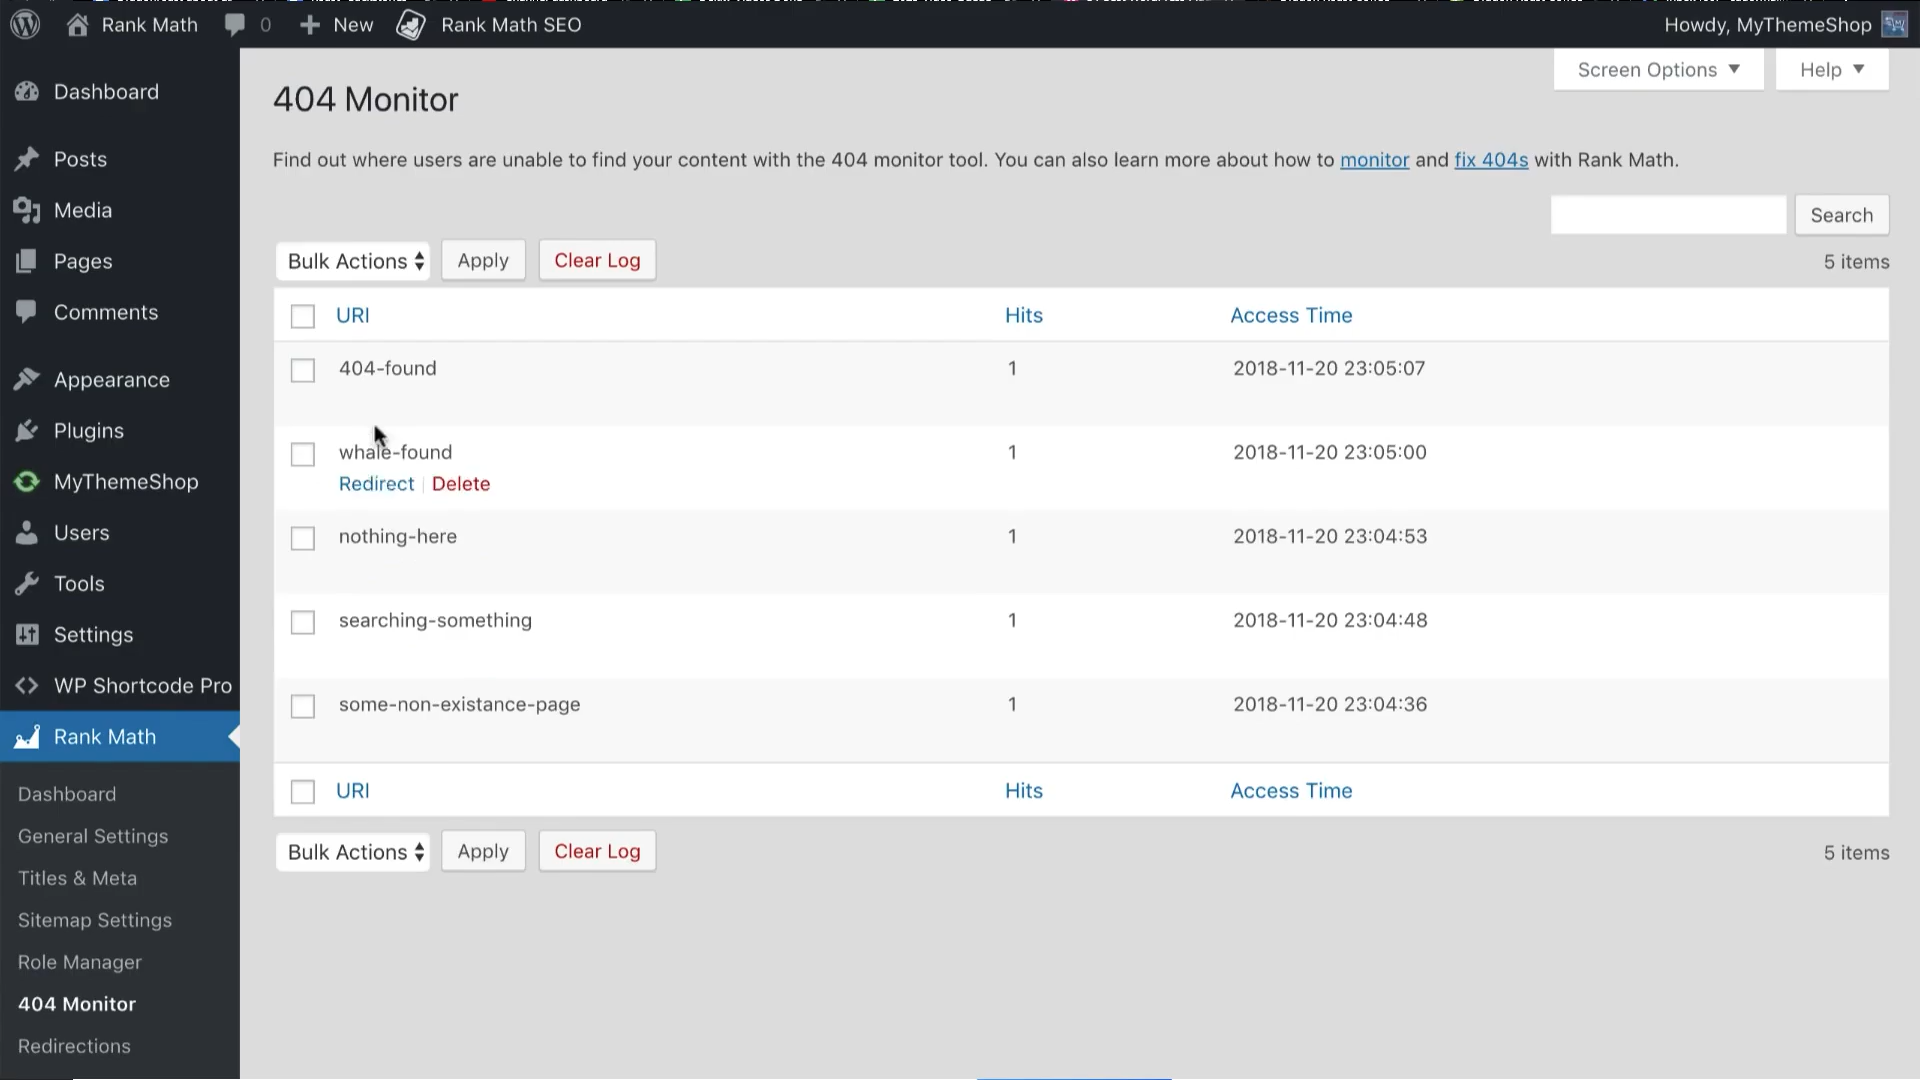 Rank Math 0 New Rank Math SEO Howdy, MyThemeShop
Screen Options Help
Dashboard
Posts
Media
Pages
Comments
Appearance
Plugins
MyThemeShop
Users
Tools
Settings
WP Shortcode Pro
Rank Math
Dashboard
General Settings
Titles & Meta
Sitemap Settings
Role Manager
404 Monitor
Redirections
404 Monitor
Find out where users are unable to find your content with the 404 monitor tool. You can also learn more about how to monitor and fix 404s with Rank Math.
Search
Bulk Actions Apply Clear Log 5 items
URI Hits Access Time
404-found 1 2018-11-20 23:05:07
whale-found 1 2018-11-20 23:05:00
Redirect | Delete
nothing-here 1 2018-11-20 23:04:53
searching-something 1 2018-11-20 23:04:48
some-non-existance-page 1 2018-11-20 23:04:36
URI Hits Access Time
Bulk Actions Apply Clear Log 5 items